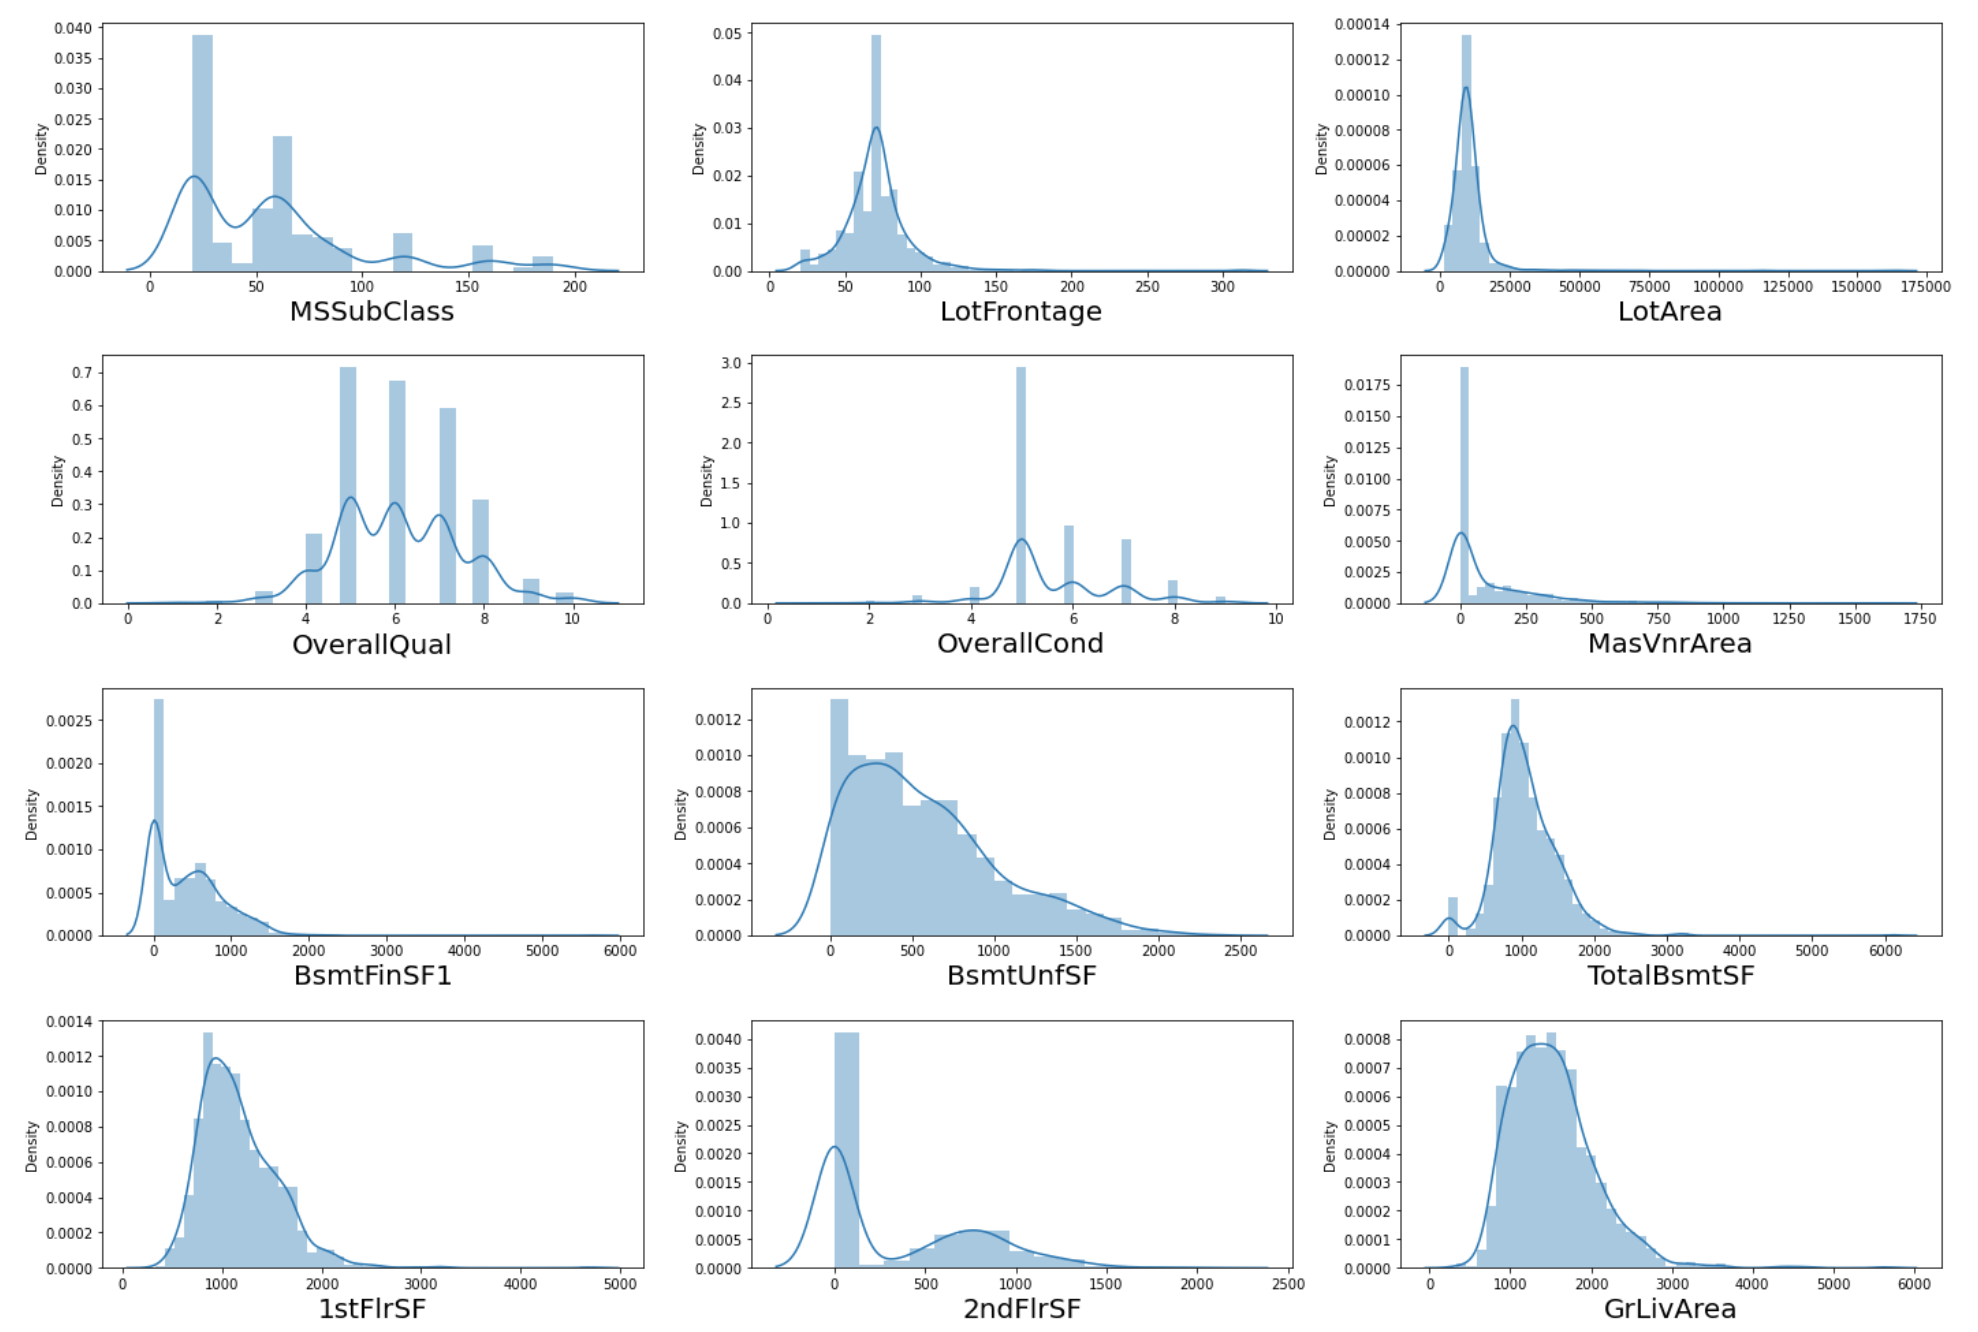 0.040
0.035
0.030
0.025
0.020
0.015
0.010
0.005
0.000
Density
0 50 100 150 200
MSSubClass
0.05
0.04
0.03
0.02
0.01
0.00
Density
0 50 100 150 200 250 300
LotFrontage
0.00014
0.00012
0.00010
0.00008
0.00006
0.00004
0.00002
0.00000
Density
0 25000 50000 75000 100000 125000 150000 175000
LotArea
0.7
0.6
0.5
0.4
0.3
0.2
0.1
0.0
Density
0 2 4 6 8 10
OverallQual
3.0
2.5
2.0
1.5
1.0
0.5
0.0
Density
0 2 4 6 8 10
OverallCond
0.0175
0.0150
0.0125
0.0100
0.0075
0.0050
0.0025
0.0000
Density
0 250 500 750 1000 1250 1500 1750
MasVnrArea
0.0025
0.0020
0.0015
0.0010
0.0005
0.0000
Density
0 1000 2000 3000 4000 5000 6000
BsmtFinSF1
0.0012
0.0010
0.0008
0.0006
0.0004
0.0002
0.0000
Density
0 500 1000 1500 2000 2500
BsmtUnfSF
0.0012
0.0010
0.0008
0.0006
0.0004
0.0002
0.0000
Density
0 1000 2000 3000 4000 5000 6000
TotalBsmtSF
0.0014
0.0012
0.0010
0.0008
0.0006
0.0004
0.0002
0.0000
Density
0 1000 2000 3000 4000 5000
1stFlrSF
0.0040
0.0035
0.0030
0.0025
0.0020
0.0015
0.0010
0.0005
0.0000
Density
0 500 1000 1500 2000 2500
2ndFlrSF
0.0008
0.0007
0.0006
0.0005
0.0004
0.0003
0.0002
0.0001
0.0000
Density
0 1000 2000 3000 4000 5000 6000
GrLivArea